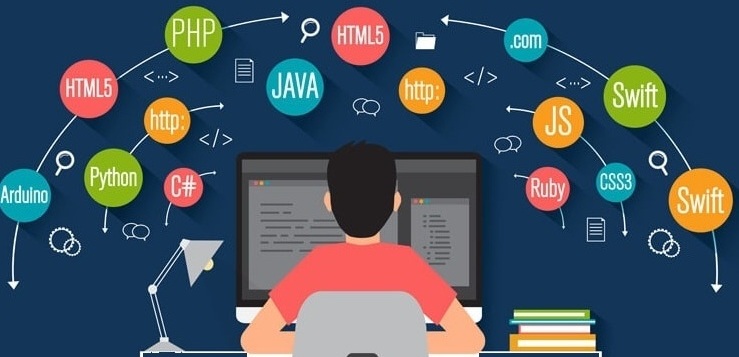 PHP
HTML5
.com
HTML5
JAVA
http:
Swift
http:
JS
Arduino
Python
C#
Ruby
CSS3
Swift